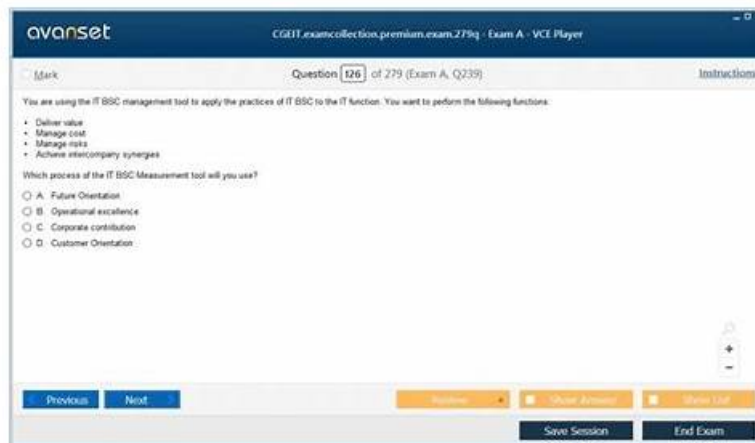 avanset
CGEIT.examcollection.premium.exam.279q - Exam A - VCE Player
Mark
Question 126 of 279 (Exam A, Q239)
Instructions
You are using the IT BSC management tool to apply the practices of IT BSC to the IT function. You want to perform the following functions:
• Deliver value
• Manage cost
• Manage risks
• Achieve intercompany synergies
Which process of the IT BSC Measurement tool will you use?
A. Future Orientation
B. Operational excellence
C. Corporate contribution
D. Customer Orientation
+
-
Previous
Next
Review
Show Answer
Show List
Save Session
End Exam